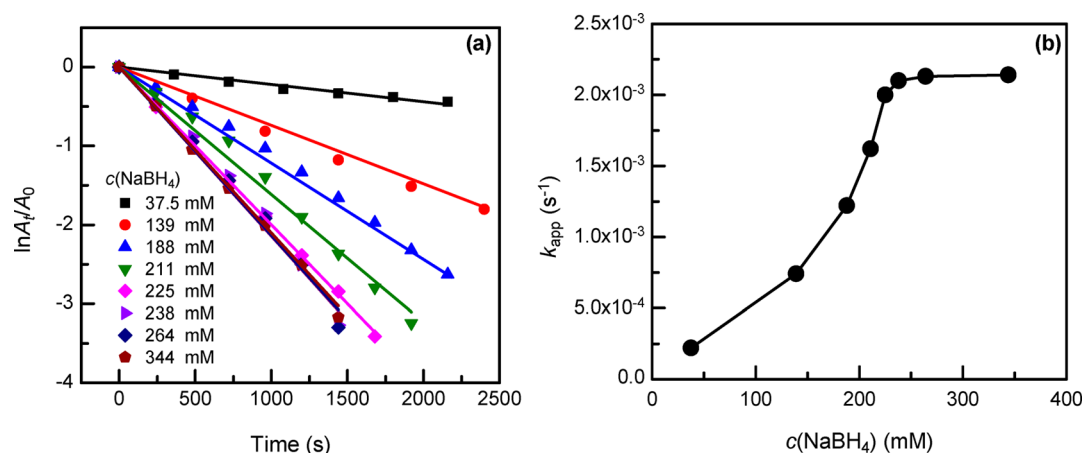 (a)
lnAₜ/A₀
0
-1
-2
-3
-4
c(NaBH₄)
37.5 mM
139 mM
188 mM
211 mM
225 mM
238 mM
264 mM
344 mM
0 500 1000 1500 2000 2500
Time (s)
(b)
kₐₚₚ (s⁻¹)
2.5x10⁻³
2.0x10⁻³
1.5x10⁻³
1.0x10⁻³
5.0x10⁻⁴
0.0
0 100 200 300 400
c(NaBH₄) (mM)